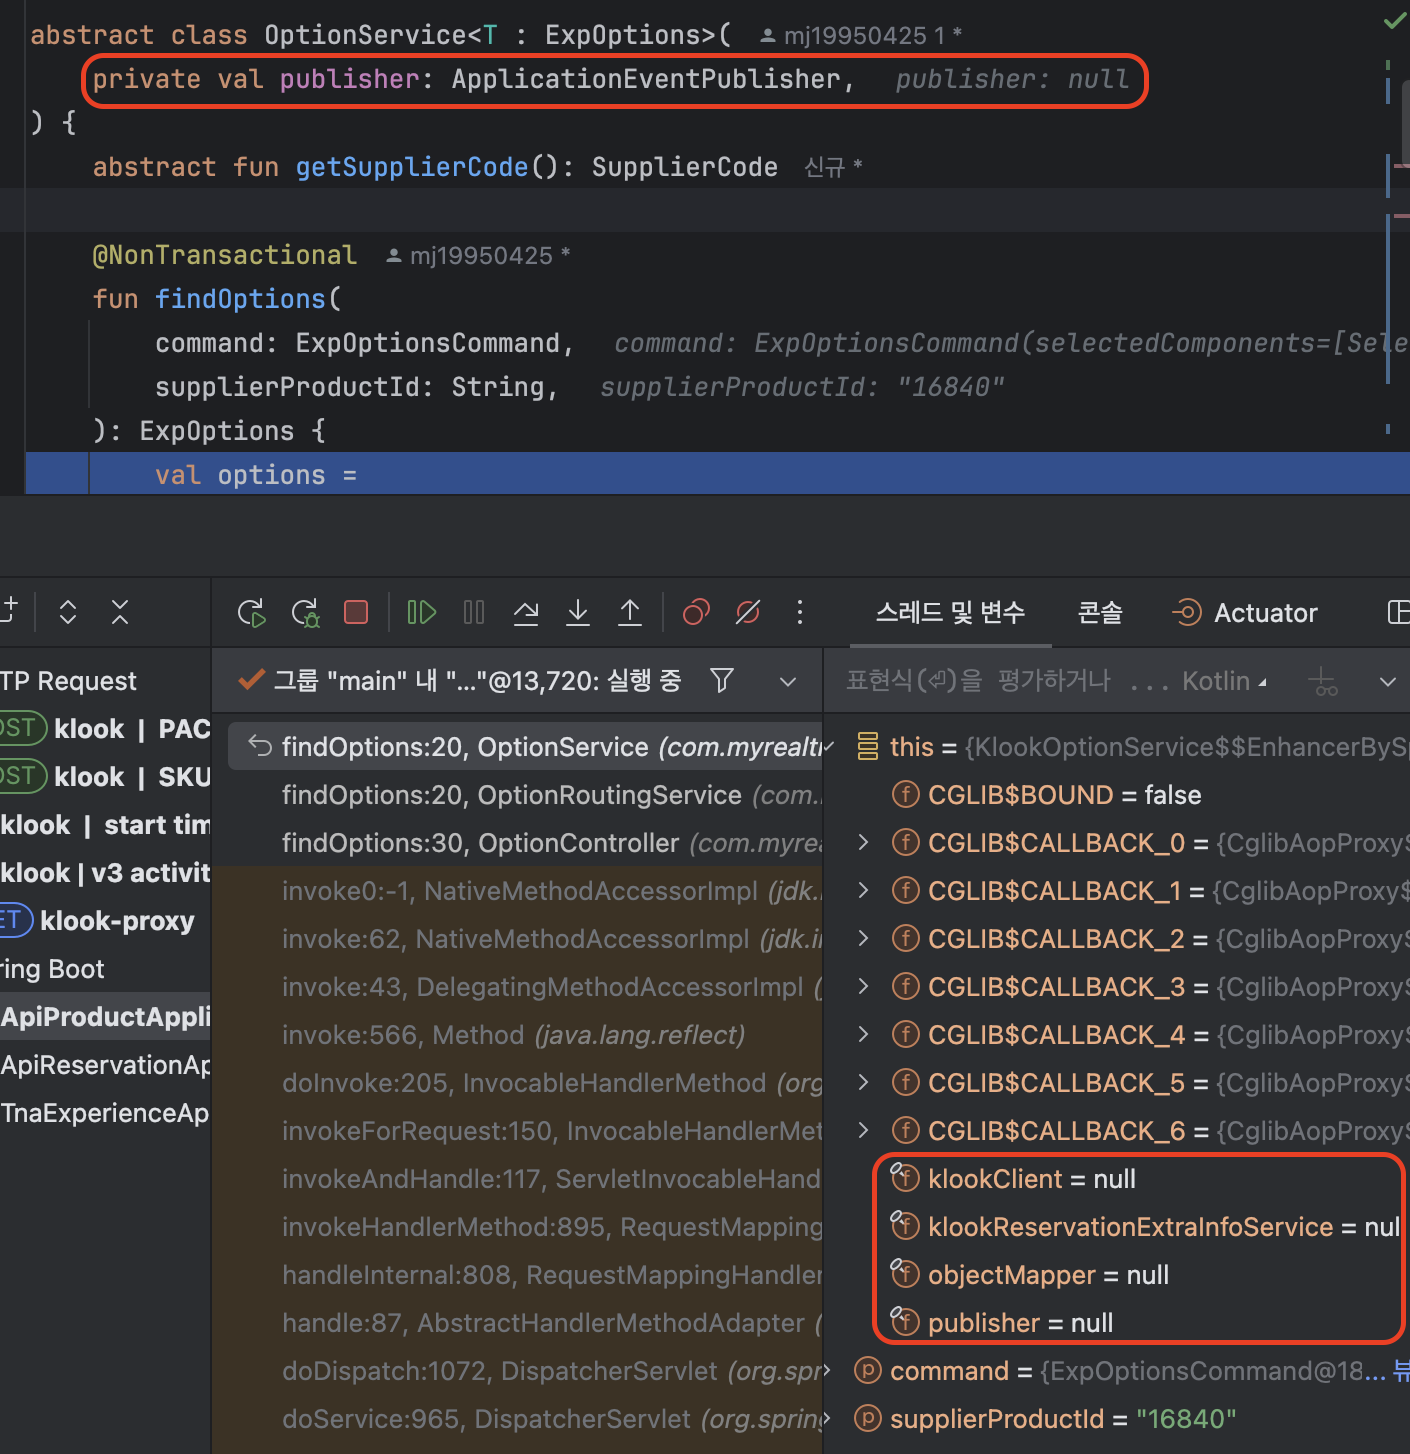 abstract class OptionService<T : ExpOptions>( mj19950425 1 *
private val publisher: ApplicationEventPublisher, publisher: null
) {
abstract fun getSupplierCode(): SupplierCode 신규 *
@NonTransactional mj19950425 *
fun findOptions(
command: ExpOptionsCommand, command: ExpOptionsCommand(selectedComponents=[Sele
supplierProductId: String, supplierProductId: "16840"
): ExpOptions {
val options =
스레드 및 변수 콘솔 Actuator
TP Request
OST klook | PAC
OST klook | SKU
klook | start tim
klook | v3 activit
ET klook-proxy
ring Boot
ApiProductAppli
ApiReservationAp
TnaExperienceAp
그룹 "main" 내 "..."@13,720: 실행 중
findOptions:20, OptionService (com.myrealtr
findOptions:20, OptionRoutingService (com.
findOptions:30, OptionController (com.myrea
invoke0:-1, NativeMethodAccessorImpl (jdk.
invoke:62, NativeMethodAccessorImpl (jdk.i
invoke:43, DelegatingMethodAccessorImpl (
invoke:566, Method (java.lang.reflect)
doInvoke:205, InvocableHandlerMethod (org
invokeForRequest:150, InvocableHandlerMet
invokeAndHandle:117, ServletInvocableHand
invokeHandlerMethod:895, RequestMapping
handleInternal:808, RequestMappingHandler
handle:87, AbstractHandlerMethodAdapter (
doDispatch:1072, DispatcherServlet (org.spr
doService:965, DispatcherServlet (org.spring
표현식(⏎)을 평가하거나 ... Kotlin
this = {KlookOptionService$$EnhancerBySp
f CGLIB$BOUND = false
f CGLIB$CALLBACK_0 = {CglibAopProxy$
f CGLIB$CALLBACK_1 = {CglibAopProxy$
f CGLIB$CALLBACK_2 = {CglibAopProxy$
f CGLIB$CALLBACK_3 = {CglibAopProxy$
f CGLIB$CALLBACK_4 = {CglibAopProxy$
f CGLIB$CALLBACK_5 = {CglibAopProxy$
f CGLIB$CALLBACK_6 = {CglibAopProxy$
f klookClient = null
f klookReservationExtraInfoService = nul
f objectMapper = null
f publisher = null
p command = {ExpOptionsCommand@18... 뷰
p supplierProductId = "16840"